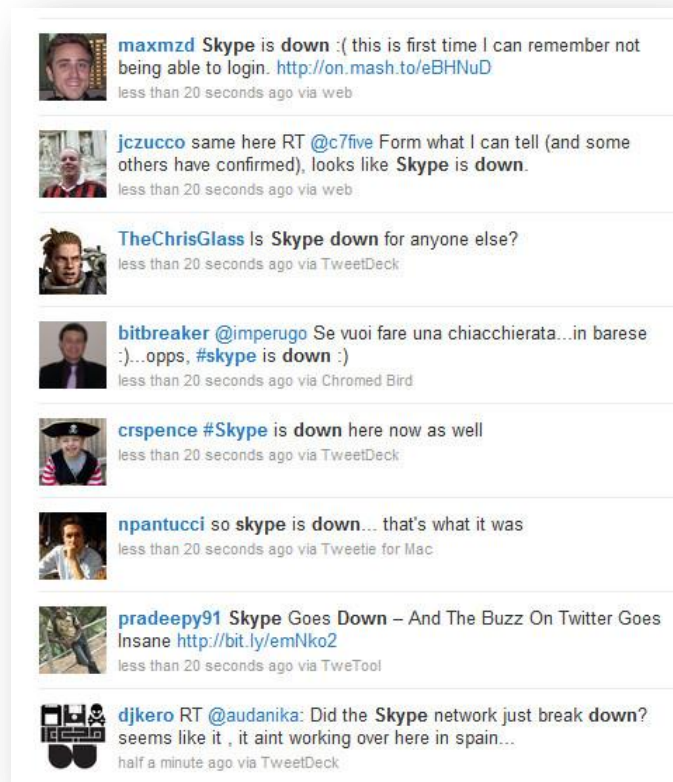 maxmzd Skype is down :( this is first time I can remember not
being able to login. http://on.mash.to/eBHNuD
less than 20 seconds ago via web
jczucco same here RT @c7five Form what I can tell (and some
others have confirmed), looks like Skype is down.
less than 20 seconds ago via web
TheChrisGlass Is Skype down for anyone else?
less than 20 seconds ago via TweetDeck
bitbreaker @imperugo Se vuoi fare una chiacchierata...in barese
:)...opps, #skype is down :)
less than 20 seconds ago via Chromed Bird
crspence #Skype is down here now as well
less than 20 seconds ago via TweetDeck
npantucci so skype is down... that's what it was
less than 20 seconds ago via Tweetie for Mac
pradeepy91 Skype Goes Down – And The Buzz On Twitter Goes
Insane http://bit.ly/emNko2
less than 20 seconds ago via TweTool
djkero RT @audanika: Did the Skype network just break down?
seems like it , it aint working over here in spain...
half a minute ago via TweetDeck